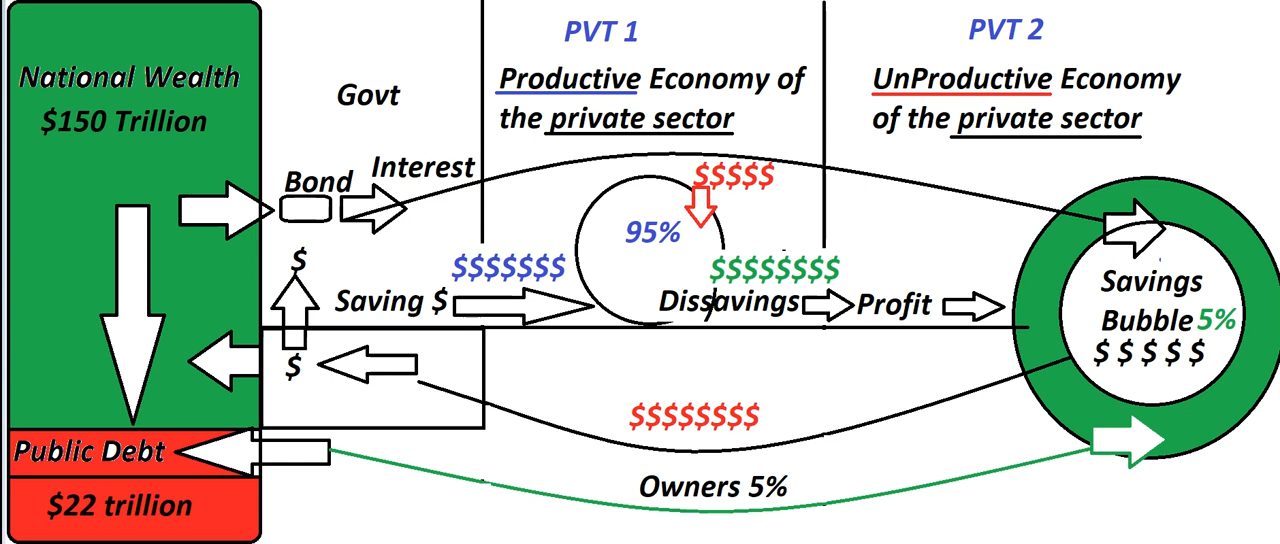 National Wealth
$150 Trillion
Public Debt
$22 trillion
Govt
Bond
Interest
$
Saving $
$
PVT 1
Productive Economy of
the private sector
$$$$$
95%
$$$$$$$
$$$$$$$$
Dissavings
Profit
$$$$$$$$
Owners 5%
PVT 2
UnProductive Economy
of the private sector
Savings
Bubble 5%
$ $ $ $ $